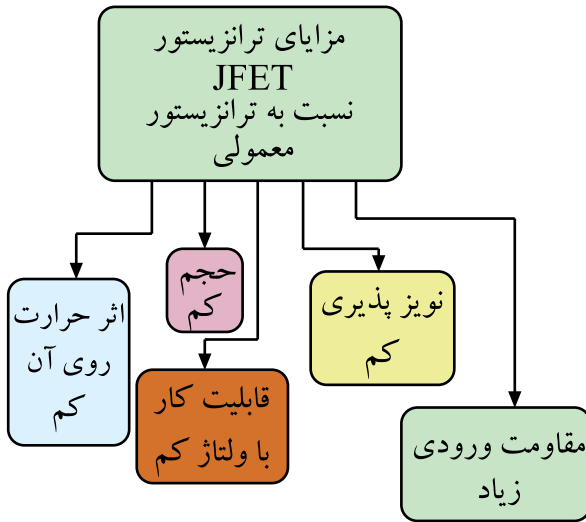 مزایای ترانزیستور
JFET
نسبت به ترانزیستور
معمولی
مقاومت ورودی
زیاد
نویز پذیری
کم
قابلیت کار
با ولتاژ کم
حجم
کم
اثر حرارت
روی آن
کم